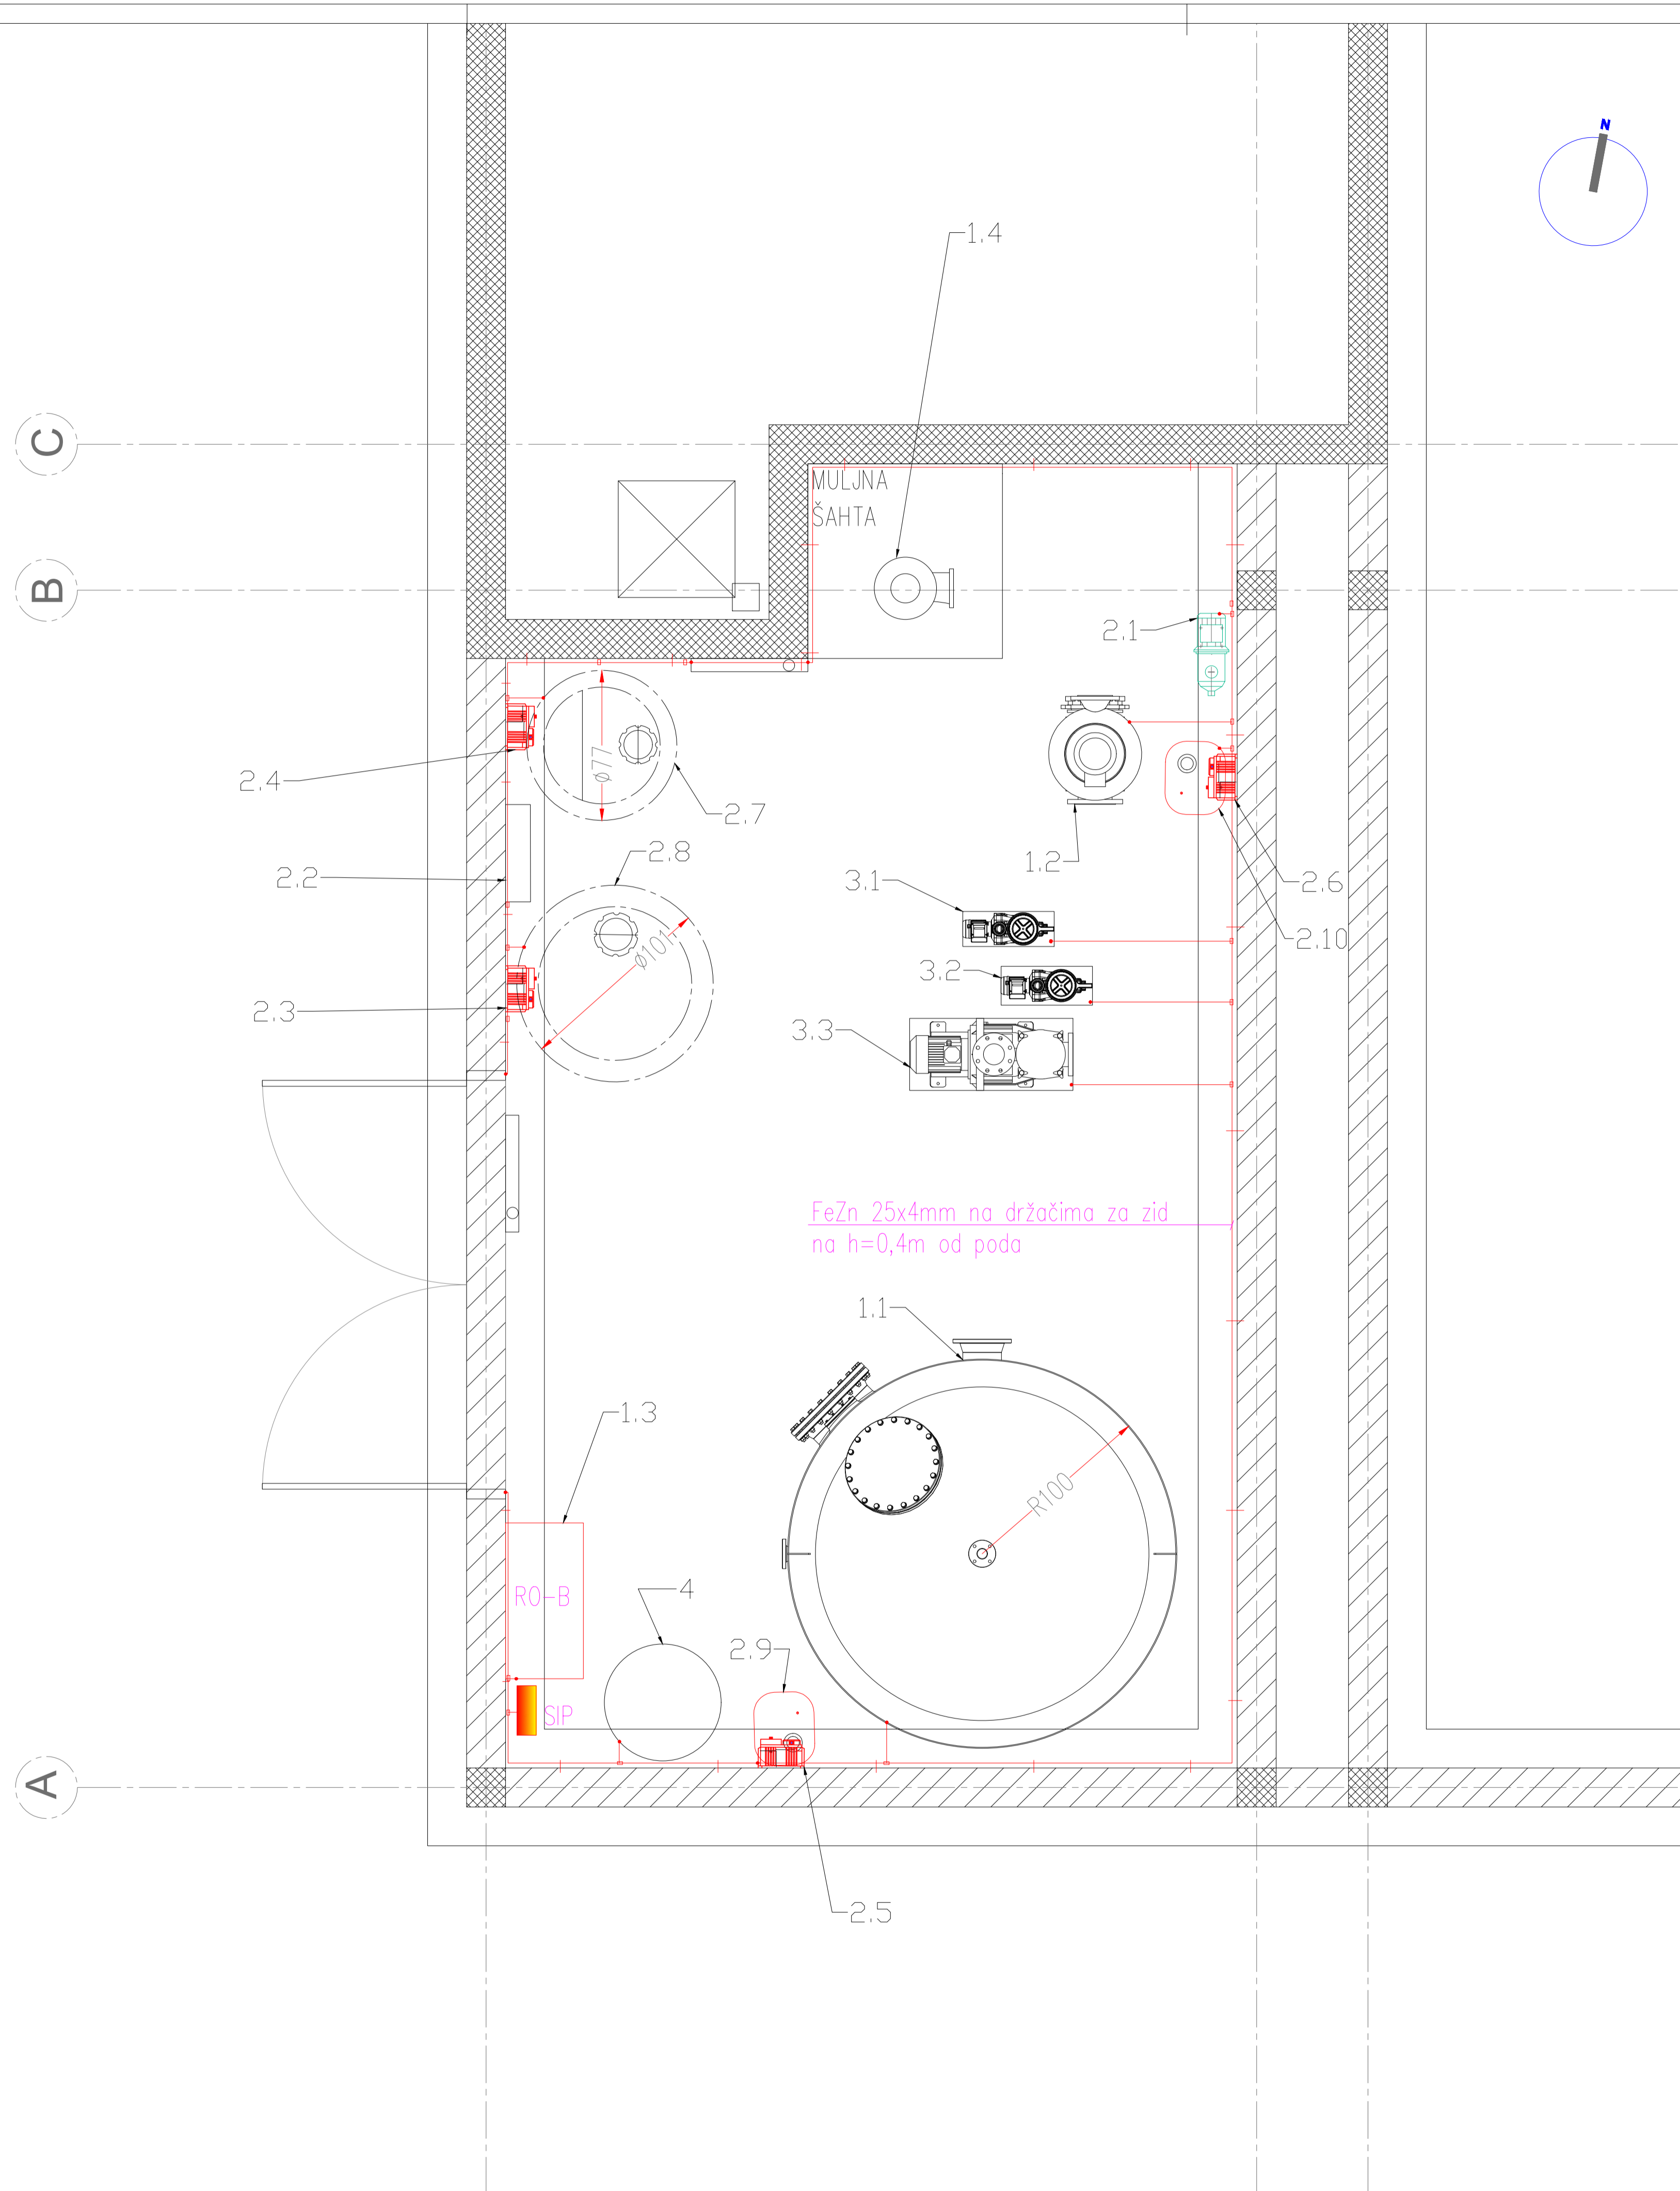 N
1.4
C
MULJNA
ŠAHTA
B
2.1
2.4
ø77
2.7
2.8
1.2
2.2
3.1
2.6
ø101
2.10
3.2
2.3
3.3
FeZn 25x4mm na držačima za zid
na h=0,4m od poda
1.1
1.3
R100
RO-B
4
2.9
SIP
A
2.5